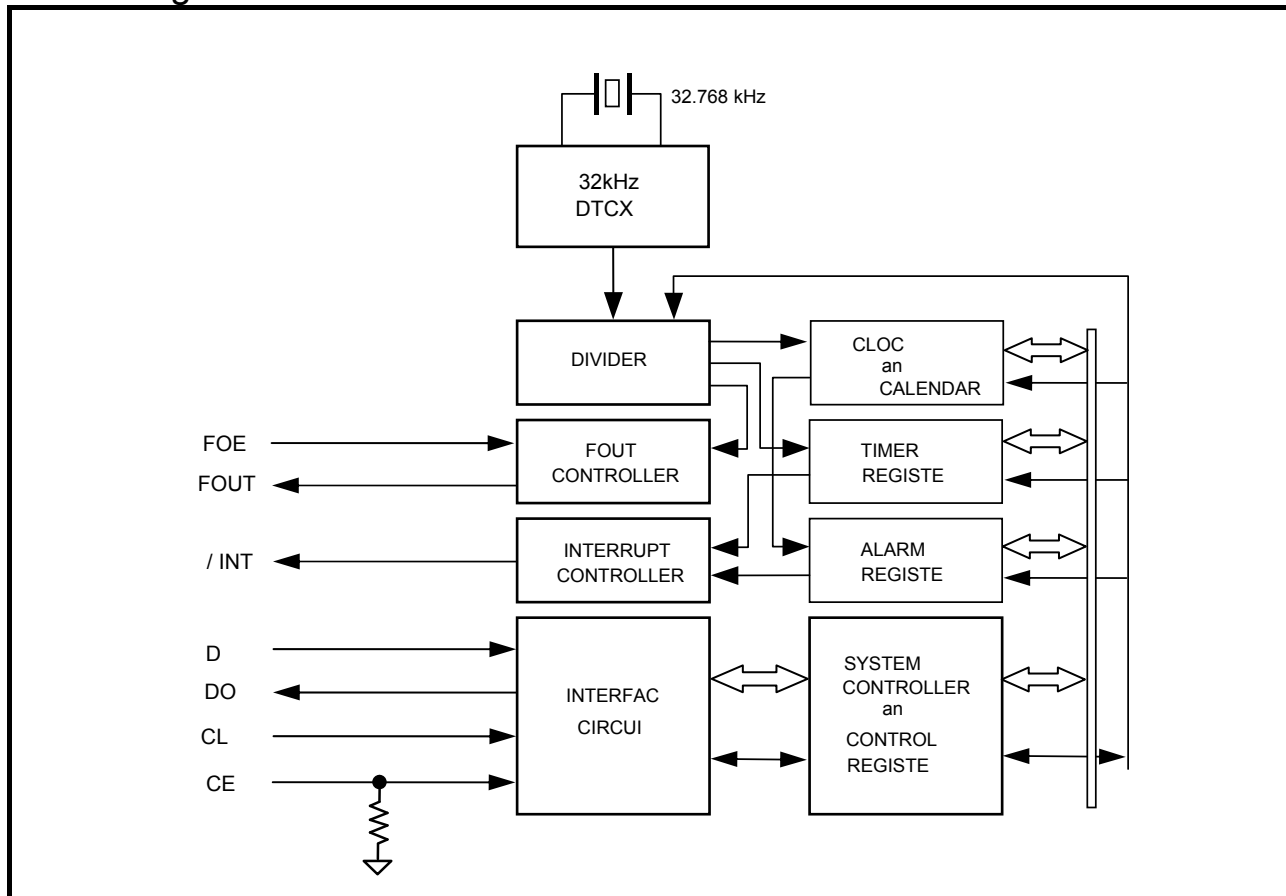 32.768 kHz
32kHz
DTCX
DIVIDER
CLOC
an
CALENDAR
FOE
FOUT
FOUT
CONTROLLER
TIMER
REGISTE
/ INT
INTERRUPT
CONTROLLER
ALARM
REGISTE
D
DO
CL
CE
INTERFAC
CIRCUI
SYSTEM
CONTROLLER
an
CONTROL
REGISTE